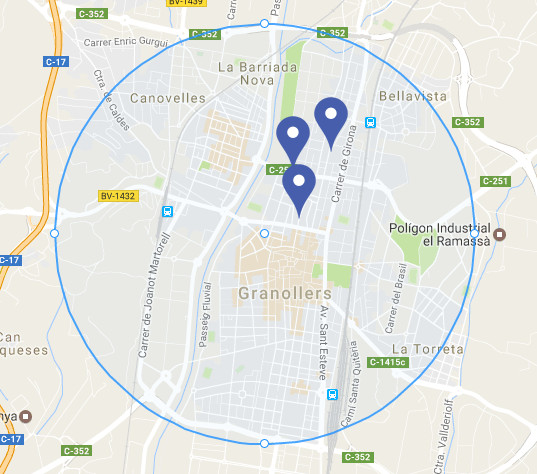 BV-1439
C-352
Carrer Enric Gurgui
C-352
C-352
C-17
La Barriada
Nova
Ctra. de Caldes
Canovelles
Bellavista
C-352
Carrer de Girona
C-25
C-251
BV-1432
Polígon Industrial
el Ramassà
C-17
Carrer de Joanot Martorell
Passeig Fluvial
Granollers
Carrer del Brasil
Av. Sant Esteve
Can
queses
La Torreta
C-1415c
Camí Santa Quitèria
Ctra. Valldoriolf
nya
C-17
C-352
C-352